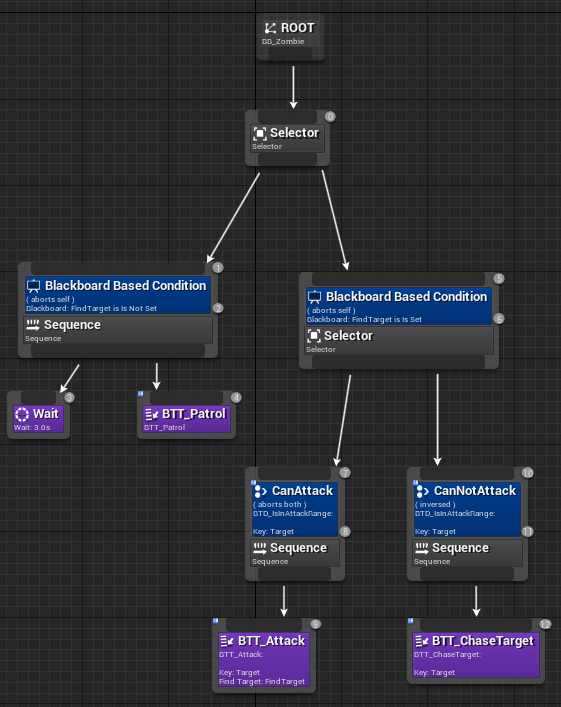 ROOT
BB_Zombie
0
Selector
Selector
1
Blackboard Based Condition
( aborts self )
Blackboard: FindTarget is Is Not Set
2
Sequence
Sequence
5
Blackboard Based Condition
( aborts self )
Blackboard: FindTarget is Is Set
6
Selector
Selector
3
Wait
Wait: 3.0s
4
BTT_Patrol
BTT_Patrol
7
CanAttack
( aborts both )
BTD_IsInAttackRange:
Key: Target
8
Sequence
Sequence
10
CanNotAttack
( inversed )
BTD_IsInAttackRange:
Key: Target
11
Sequence
Sequence
9
BTT_Attack
BTT_Attack:
Key: Target
Find Target: FindTarget
12
BTT_ChaseTarget
BTT_ChaseTarget:
Key: Target